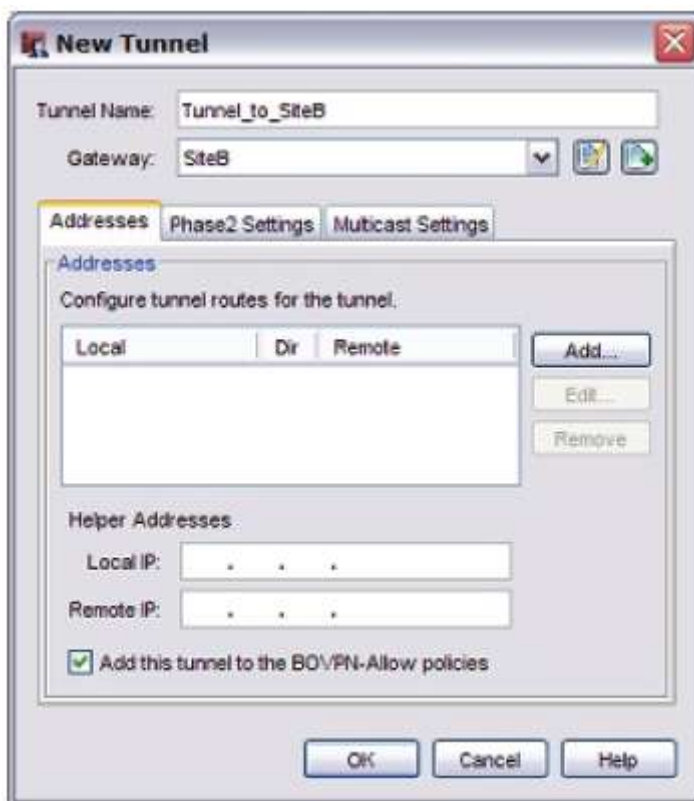 New Tunnel
Tunnel Name: Tunnel_to_SiteB
Gateway: SiteB
Addresses Phase2 Settings Multicast Settings
Addresses
Configure tunnel routes for the tunnel.
Local Dir Remote Add...
Edit...
Remove
Helper Addresses
Local IP: . . .
Remote IP: . . .
Add this tunnel to the BOVPN-Allow policies
OK Cancel Help